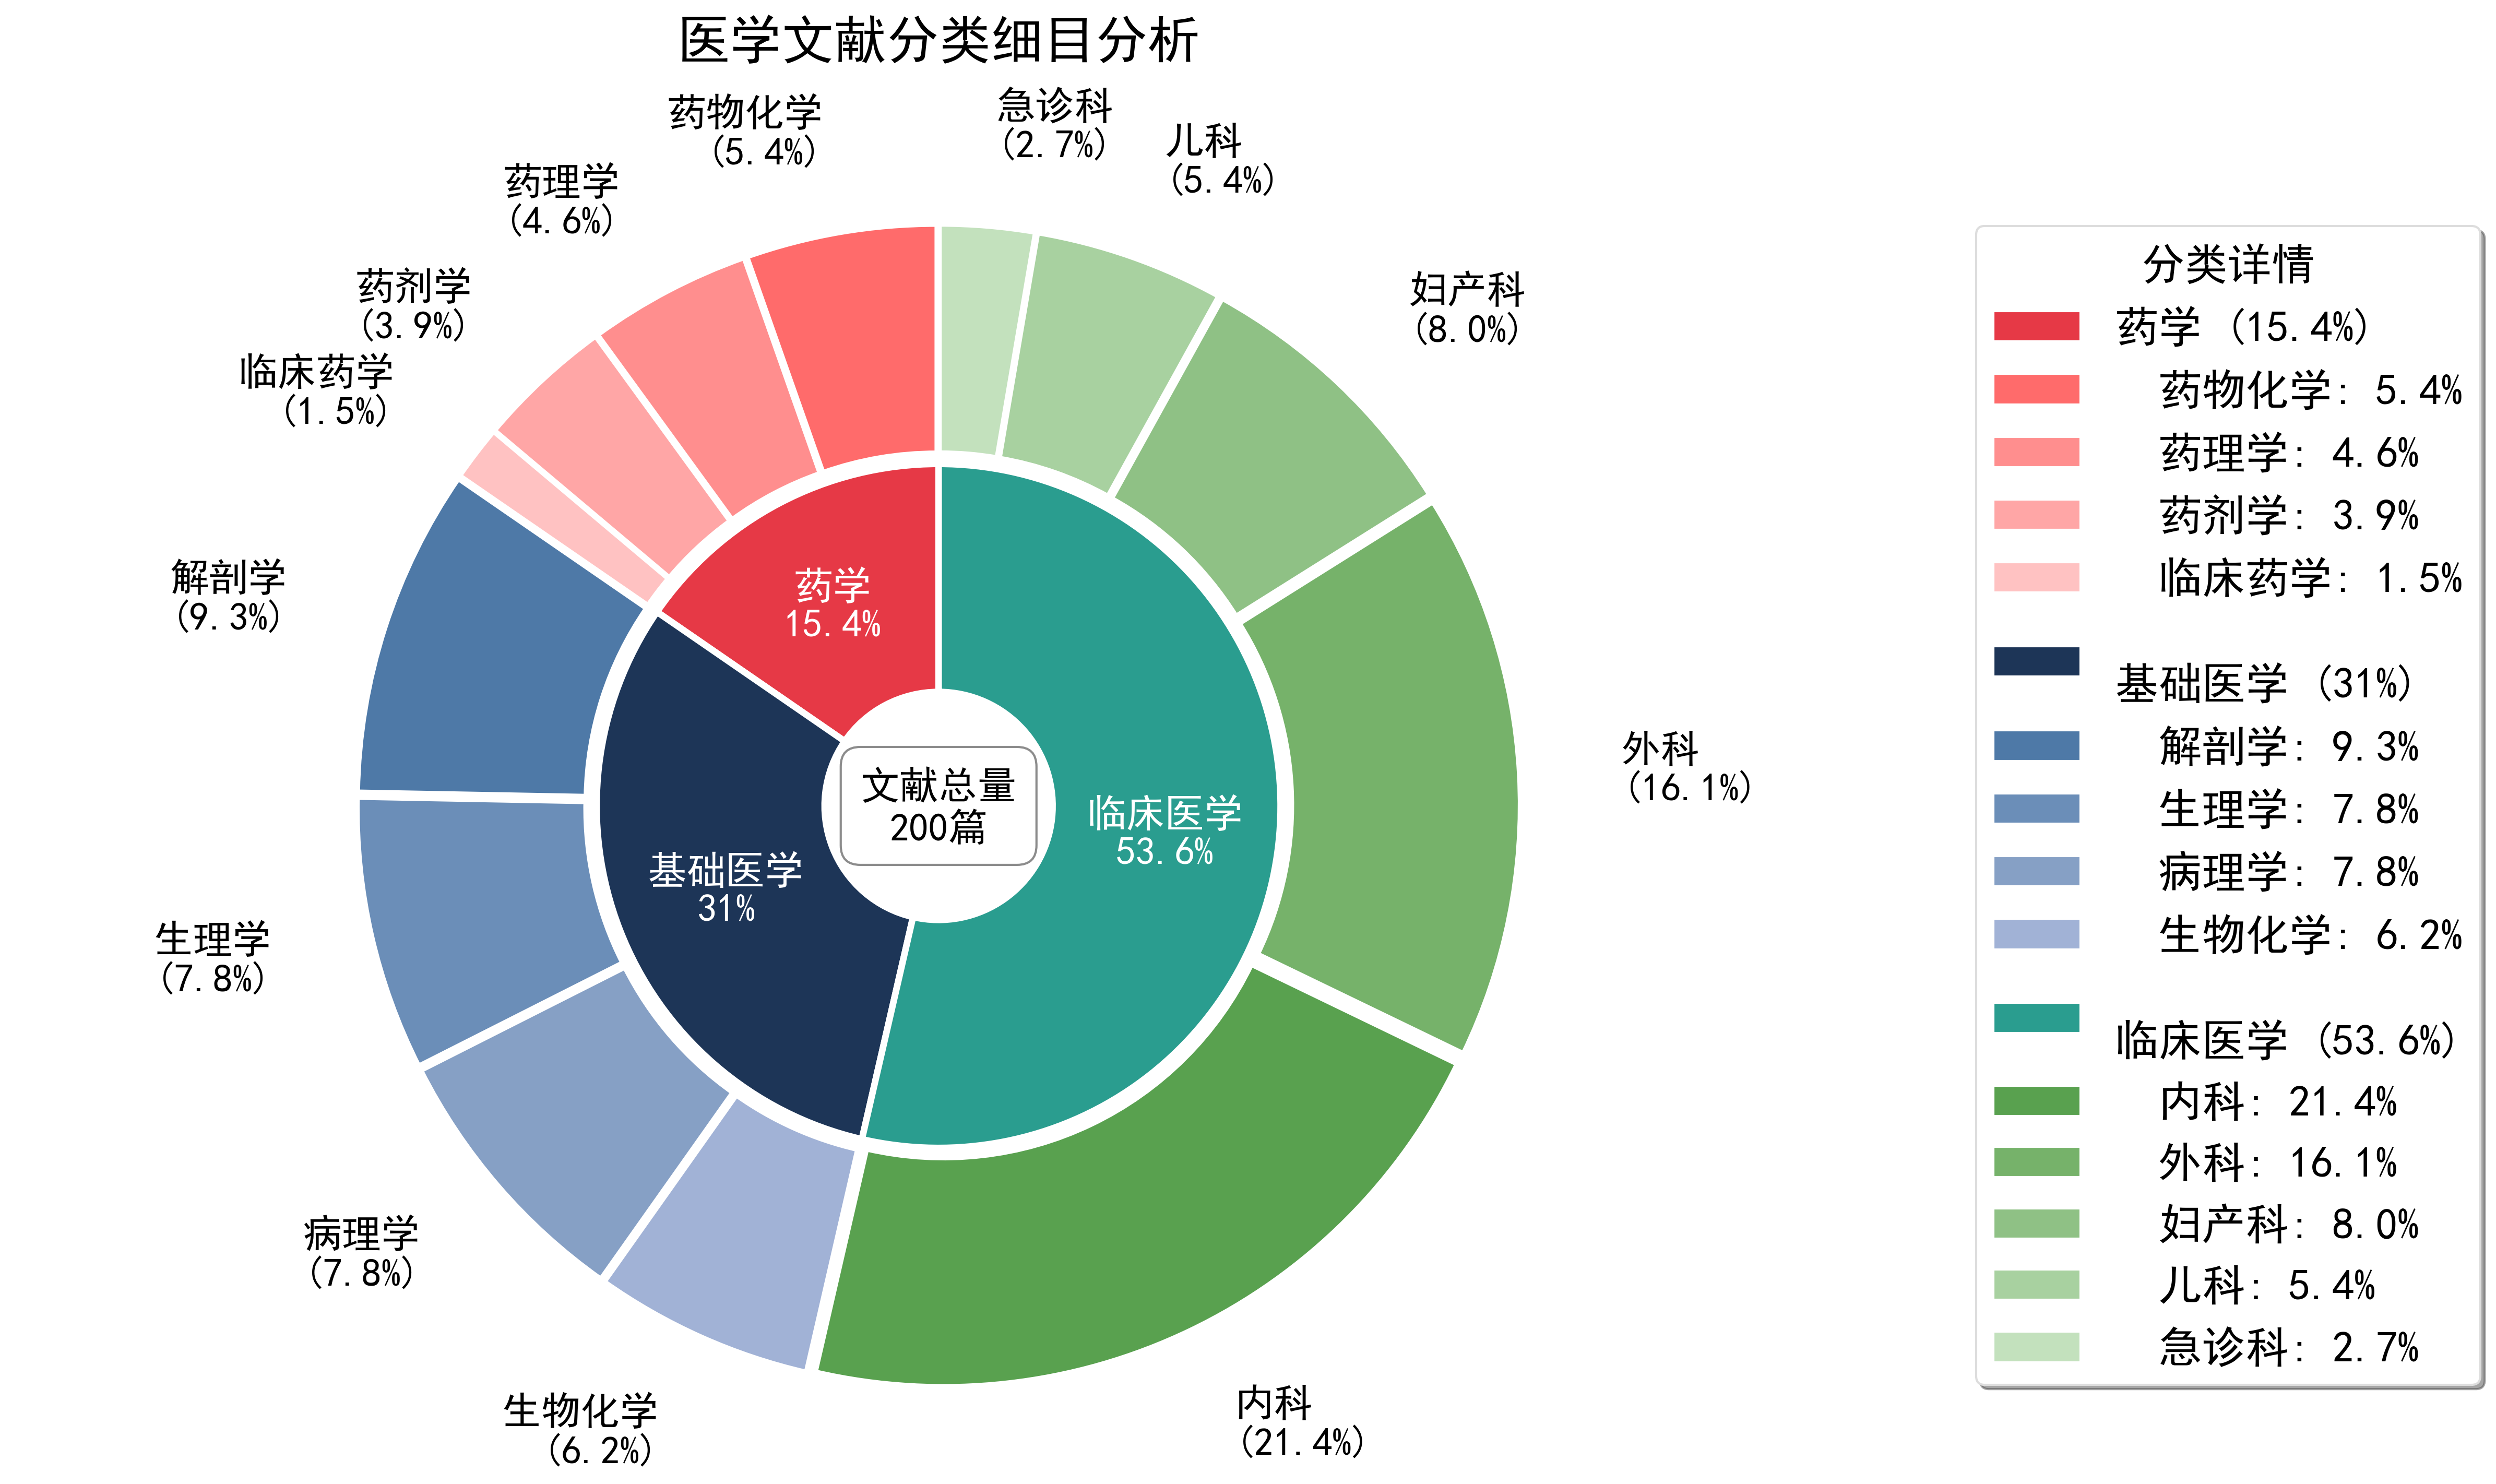 医学文献分类细目分析
药物化学
(5.4%)
急诊科
(2.7%)
儿科
(5.4%)
药理学
(4.6%)
药剂学
(3.9%)
妇产科
(8.0%)
临床药学
(1.5%)
解剖学
(9.3%)
药学
15.4%
外科
(16.1%)
文献总量
200篇
临床医学
53.6%
基础医学
31%
生理学
(7.8%)
病理学
(7.8%)
生物化学
(6.2%)
内科
(21.4%)
分类详情
药学 (15.4%)
药物化学: 5.4%
药理学: 4.6%
药剂学: 3.9%
临床药学: 1.5%
基础医学 (31%)
解剖学: 9.3%
生理学: 7.8%
病理学: 7.8%
生物化学: 6.2%
临床医学 (53.6%)
内科: 21.4%
外科: 16.1%
妇产科: 8.0%
儿科: 5.4%
急诊科: 2.7%